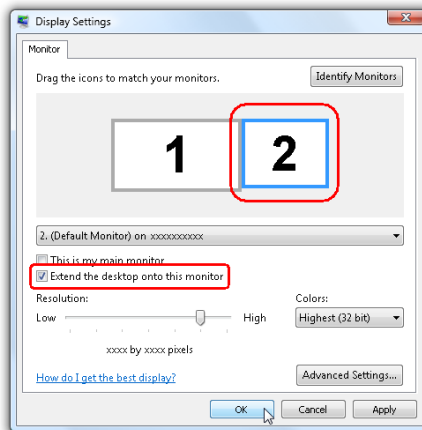 Display Settings
Monitor
Drag the icons to match your monitors.
Identify Monitors
1
2
2. (Default Monitor) on xxxxxxxxxx
This is my main monitor
Extend the desktop onto this monitor
Resolution:
Colors:
Low
High
Highest (32 bit)
xxxx by xxxx pixels
How do I get the best display?
Advanced Settings...
OK
Cancel
Apply